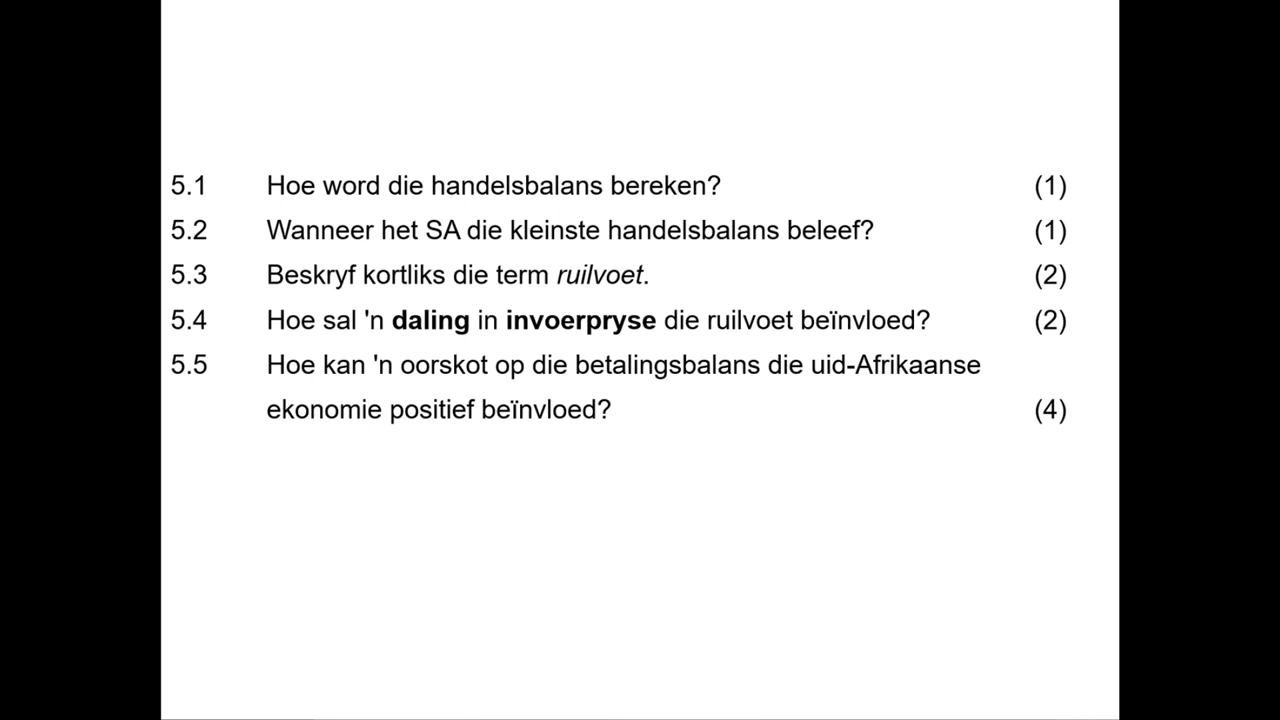 5.1 Hoe word die handelsbalans bereken? (1)
5.2 Wanneer het SA die kleinste handelsbalans beleef? (1)
5.3 Beskryf kortliks die term ruilvoet. (2)
5.4 Hoe sal 'n daling in invoerpryse die ruilvoet beïnvloed? (2)
5.5 Hoe kan 'n oorskot op die betalingsbalans die uid-Afrikaanse
ekonomie positief beïnvloed? (4)